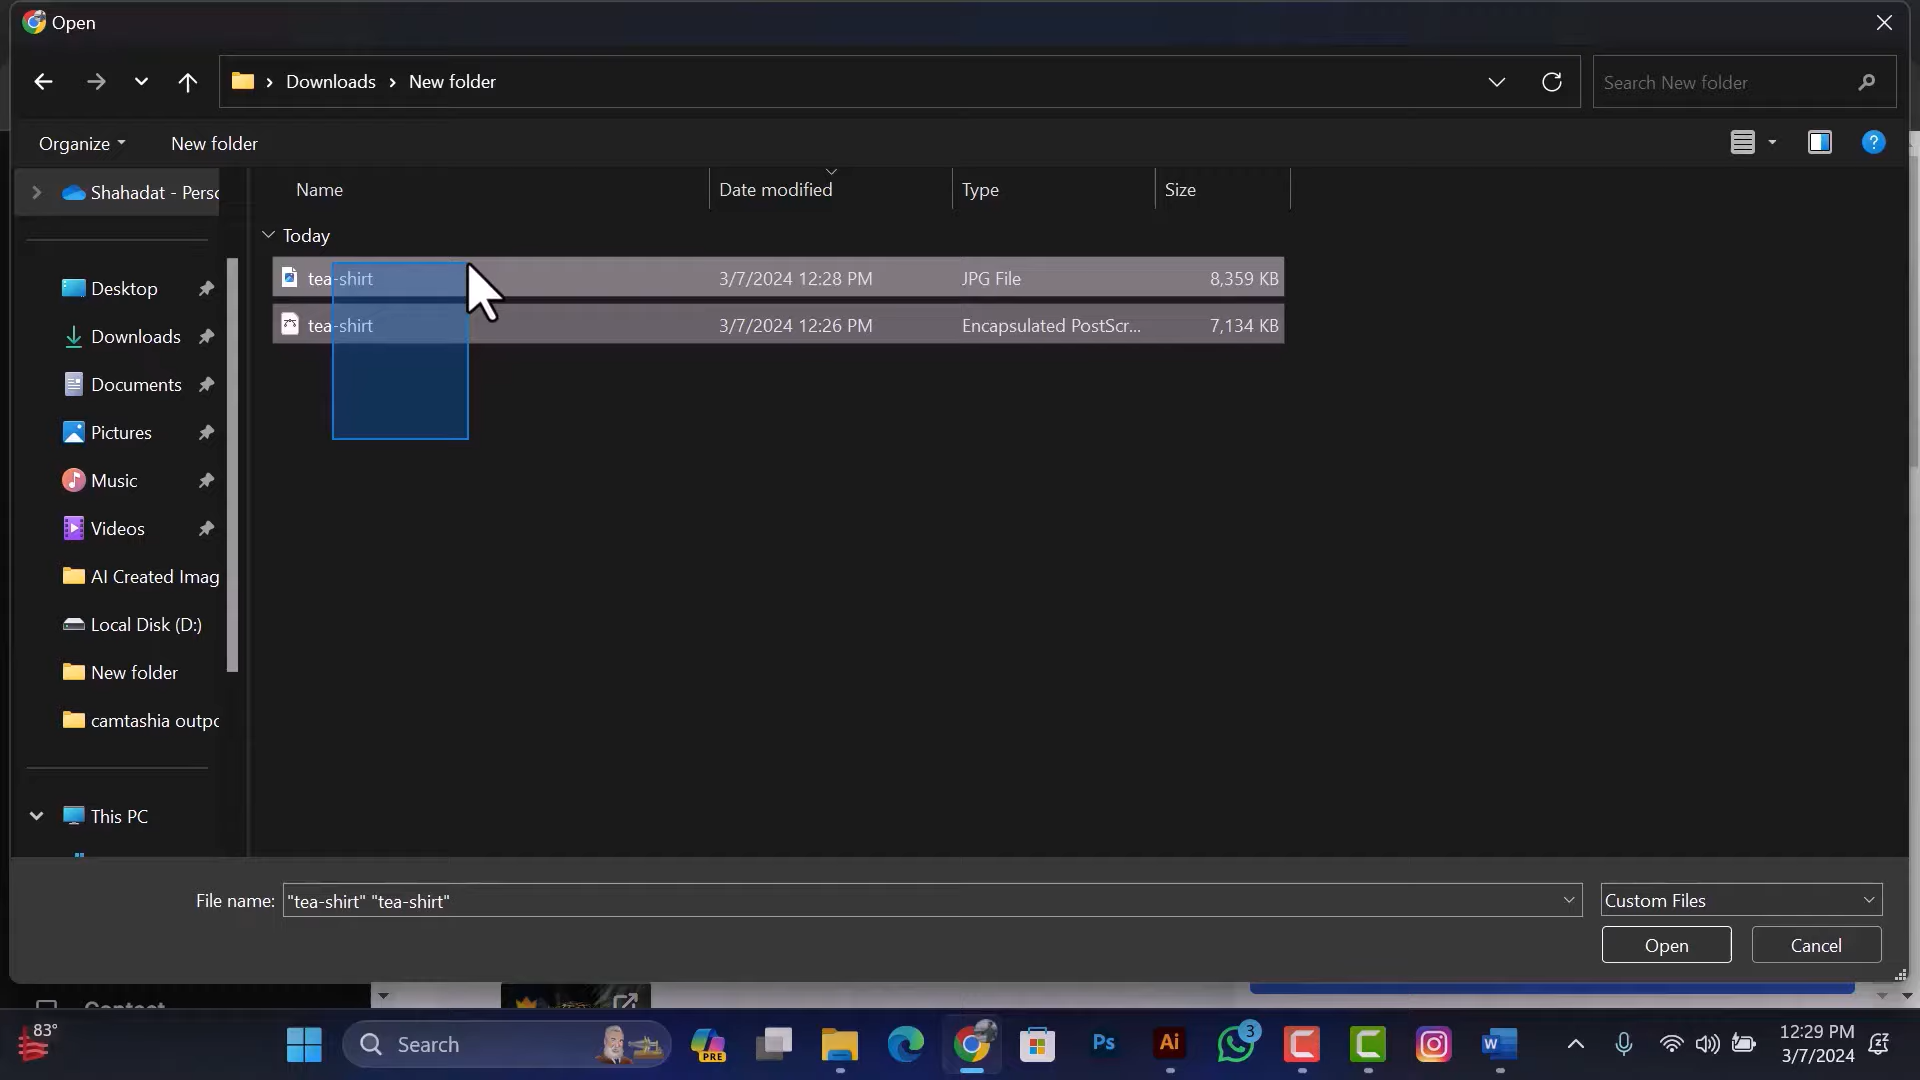 Open
Downloads New folder
Search New folder
Organize New folder
Shahadat - Perso
Name Date modified Type Size
Today
tea-shirt 3/7/2024 12:28 PM JPG File 8,359 KB
tea-shirt 3/7/2024 12:26 PM Encapsulated PostScr... 7,134 KB
Desktop
Downloads
Documents
Pictures
Music
Videos
AI Created Imag
Local Disk (D:)
New folder
camtashia outpo
This PC
File name: "tea-shirt" "tea-shirt" Custom Files
Open Cancel
Contact
83°
Search
PRE
Ps
Ai
3
W
12:29 PM
3/7/2024